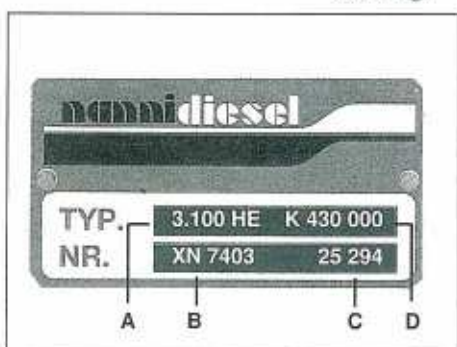 nannidiesel
TYP. 3.100 HE K 430 000
NR. XN 7403 25 294
A B C D